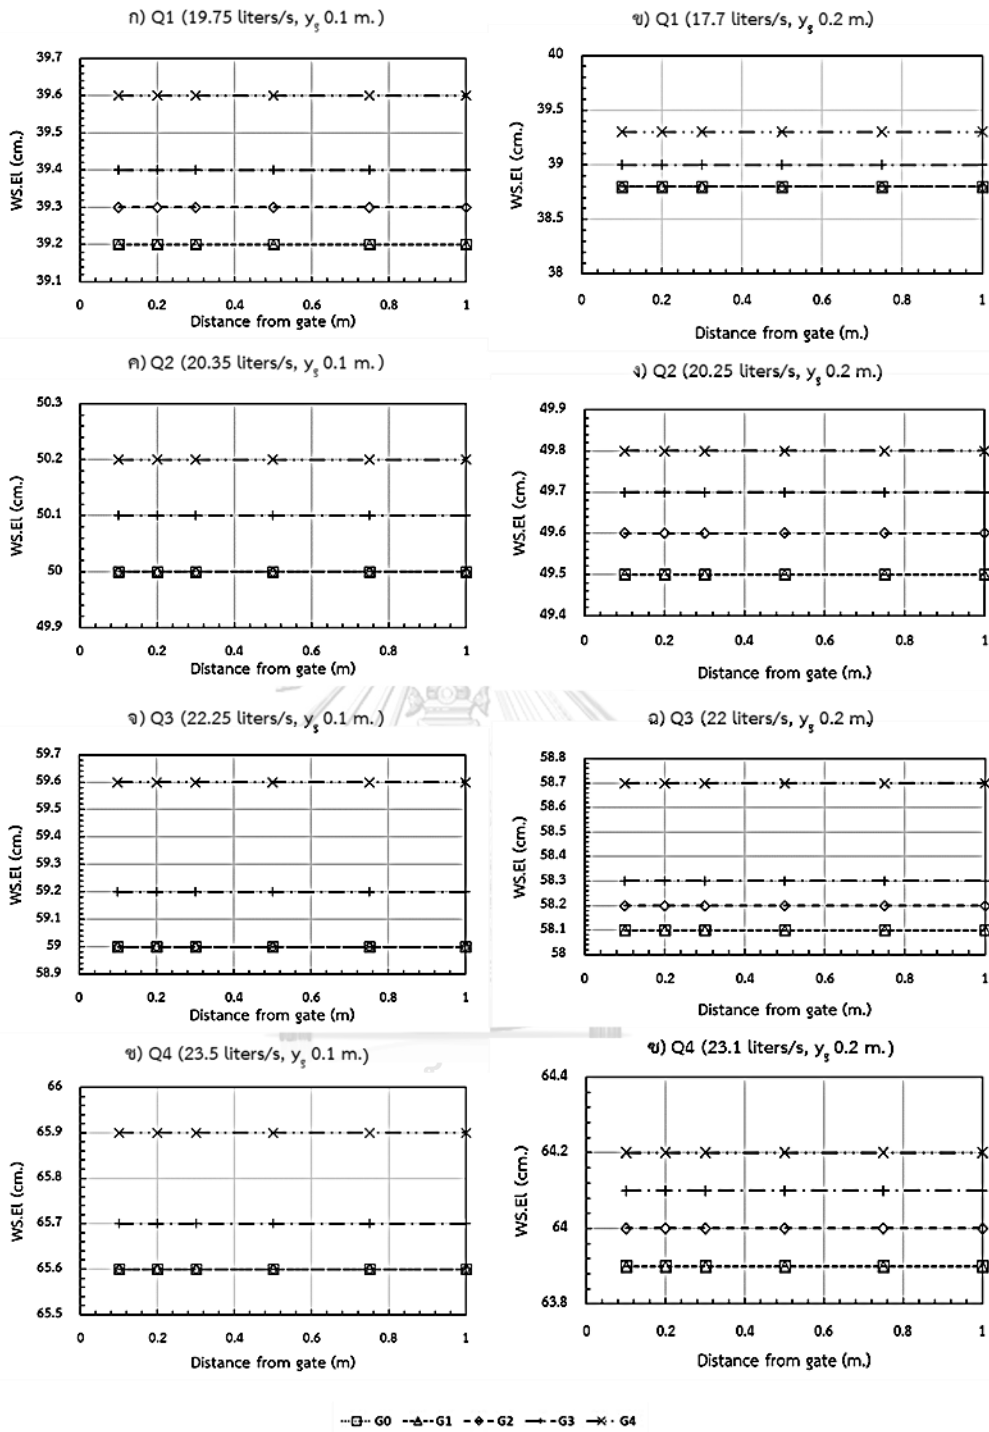 ก) Q1 (19.75 liters/s, yₛ 0.1 m. )
39.7
39.6
39.5
39.4
39.3
39.2
39.1
WS.El (cm.)
0 0.2 0.4 0.6 0.8 1
Distance from gate (m)
ข) Q1 (17.7 liters/s, yₛ 0.2 m.)
40
39.5
39
38.5
38
WS.El (cm.)
0 0.2 0.4 0.6 0.8 1
Distance from gate (m.)
ค) Q2 (20.35 liters/s, yₛ 0.1 m. )
50.3
50.2
50.1
50
49.9
WS.El (cm.)
0 0.2 0.4 0.6 0.8 1
Distance from gate (m)
ง) Q2 (20.25 liters/s, yₛ 0.2 m.)
49.9
49.8
49.7
49.6
49.5
49.4
WS.El (cm.)
0 0.2 0.4 0.6 0.8 1
Distance from gate (m.)
จ) Q3 (22.25 liters/s, yₛ 0.1 m. )
59.7
59.6
59.5
59.4
59.3
59.2
59.1
59
58.9
WS.El (cm.)
0 0.2 0.4 0.6 0.8 1
Distance from gate (m)
ฉ) Q3 (22 liters/s, yₛ 0.2 m.)
58.8
58.7
58.6
58.5
58.4
58.3
58.2
58.1
58
WS.El (cm.)
0 0.2 0.4 0.6 0.8 1
Distance from gate (m.)
ช) Q4 (23.5 liters/s, yₛ 0.1 m.)
66
65.9
65.8
65.7
65.6
65.5
WS.El (cm.)
0 0.2 0.4 0.6 0.8 1
Distance from gate (m)
ซ) Q4 (23.1 liters/s, yₛ 0.2 m.)
64.4
64.2
64
63.8
WS.El (cm.)
0 0.2 0.4 0.6 0.8 1
Distance from gate (m.)
G0 G1 G2 G3 G4